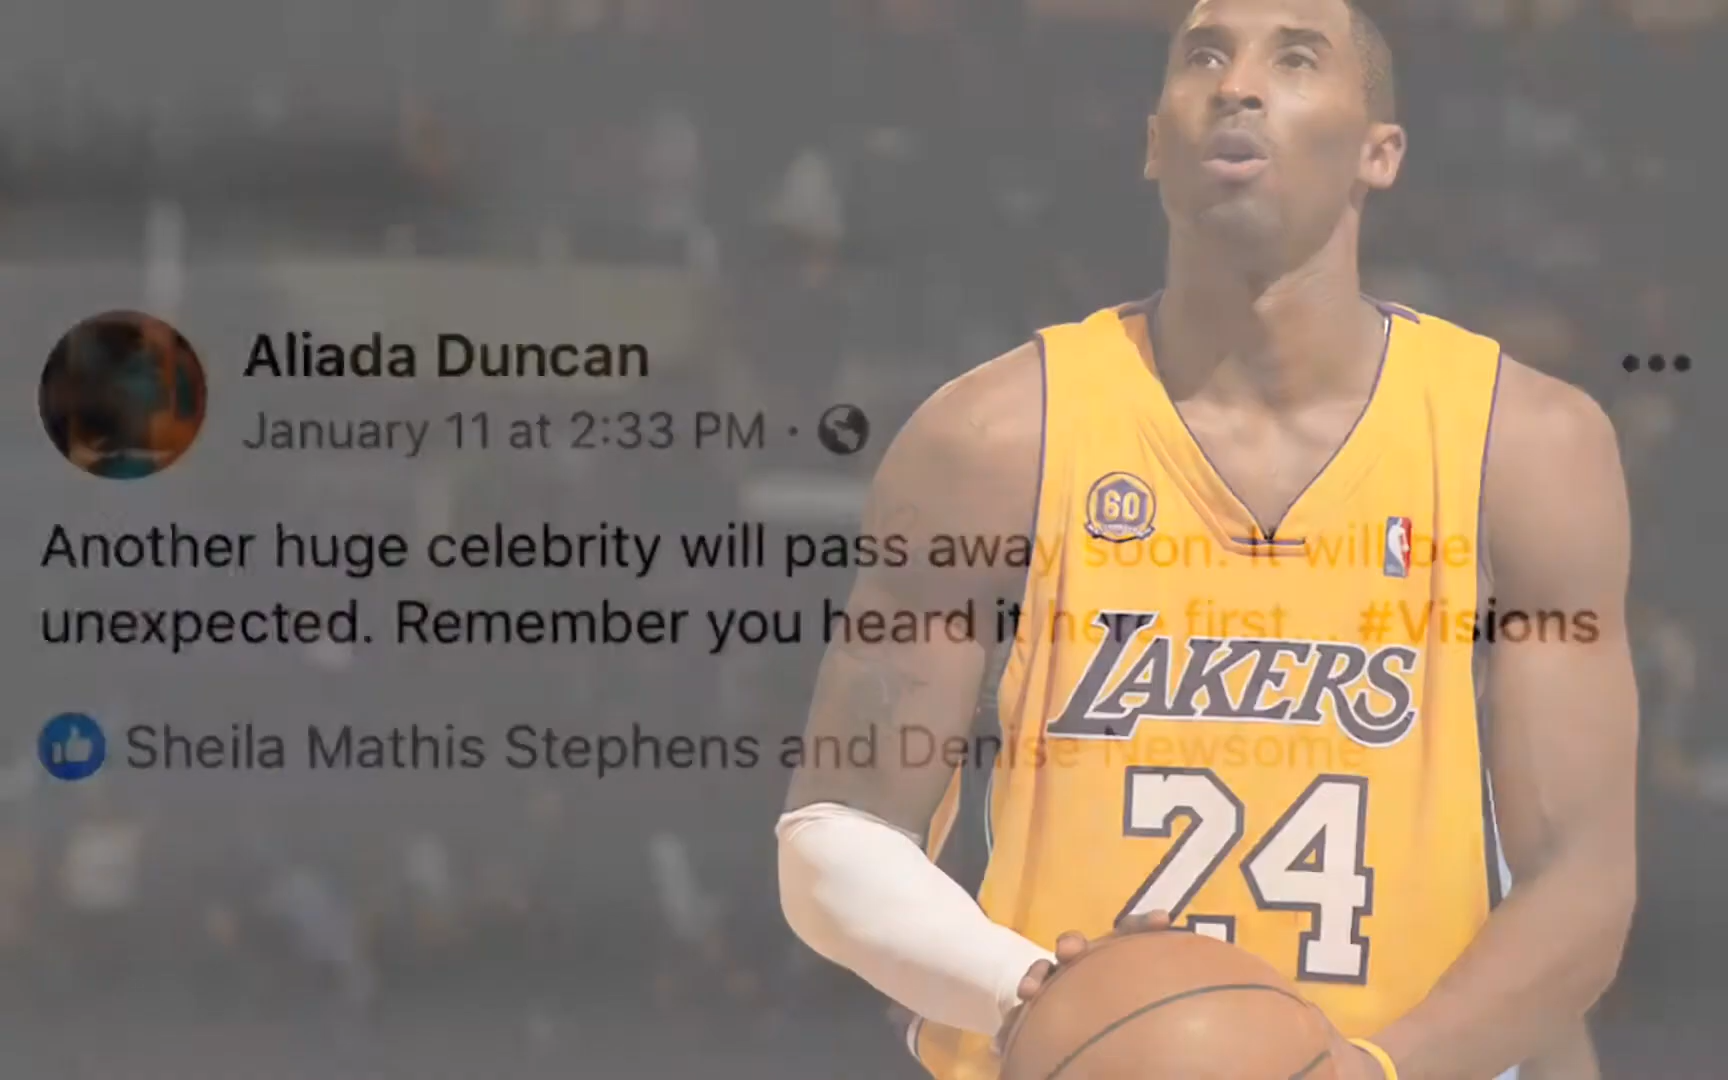 Aliada Duncan
January 11 at 2:33 PM ·
Another huge celebrity will pass away soon. It will be
unexpected. Remember you heard it here first... #Visions
Sheila Mathis Stephens and Denise Newsome
60
LAKERS
24